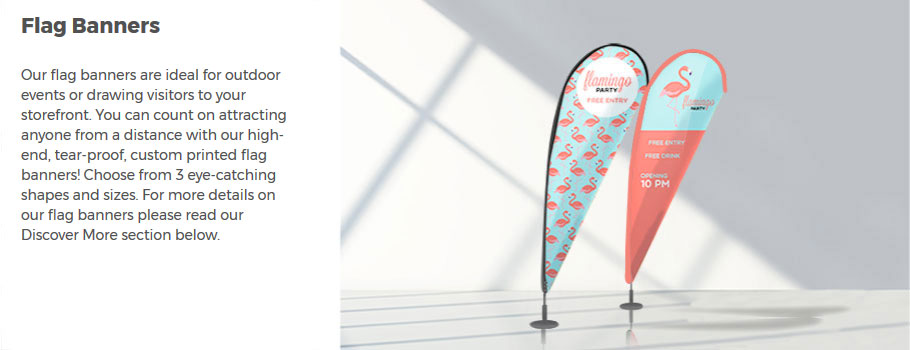 Flag Banners
Our flag banners are ideal for outdoor
events or drawing visitors to your
storefront. You can count on attracting
anyone from a distance with our high-
end, tear-proof, custom printed flag
banners! Choose from 3 eye-catching
shapes and sizes. For more details on
our flag banners please read our
Discover More section below.
flamingo
PARTY
FREE ENTRY
flamingo
PARTY
FREE ENTRY
FREE DRINK
OPENING
10 PM